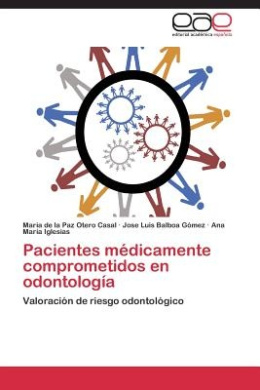 eae
editorial académica española
María de la Paz Otero Casal · Jose Luis Balboa Gómez · Ana
María Iglesias
Pacientes médicamente
comprometidos en
odontología
Valoración de riesgo odontológico